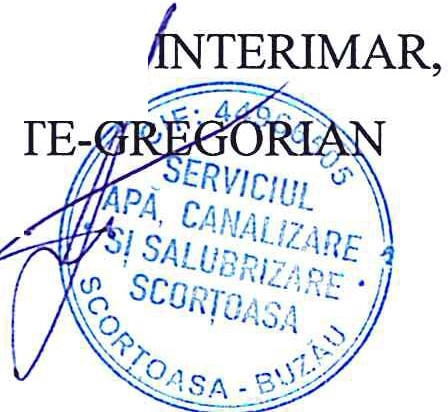 INTERIMAR,
TE-GREGORIAN
SERVICIUL
APĂ, CANALIZARE
ȘI SALUBRIZARE
SCORȚOASA
SCORȚOASA - BUZĂU